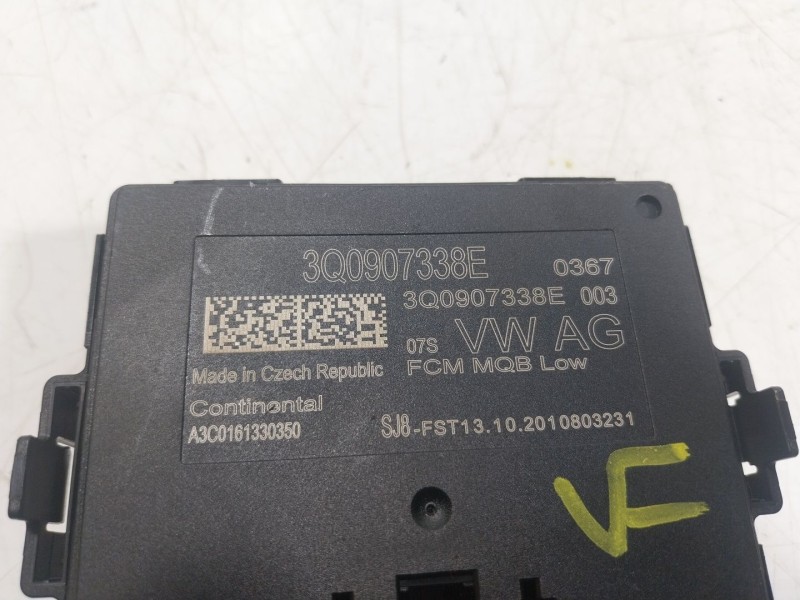 3Q0907338E 0367
3Q0907338E 003
07S VW AG
FCM MQB Low
Made in Czech Republic
Continental
A3C0161330350
SJ8-FST13.10.2010803231
VF